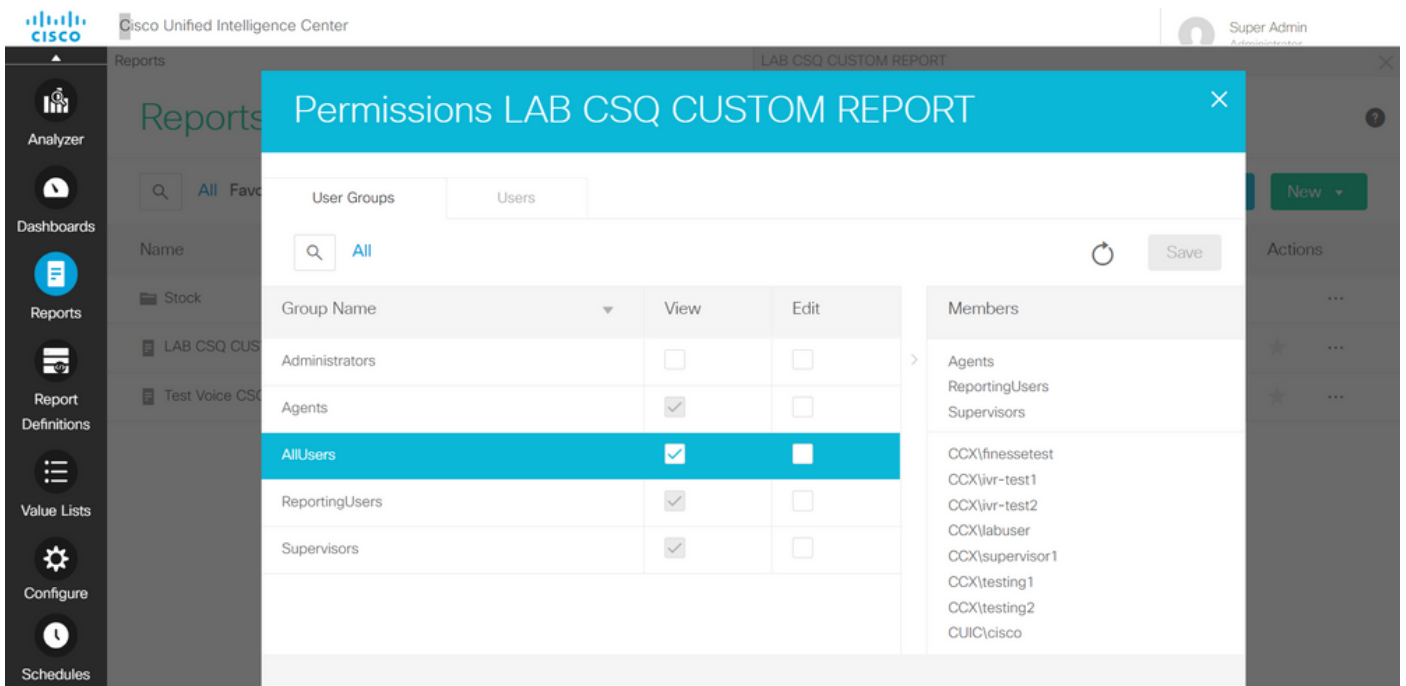 CISCO
Cisco Unified Intelligence Center
Super Admin
Administrator
Reports
LAB CSQ CUSTOM REPORT
Analyzer
Dashboards
Reports
Report
Definitions
Value Lists
Configure
Schedules
Reports
All Favo
New
Name
Actions
Stock
LAB CSQ CUS
Test Voice CSQ
Permissions LAB CSQ CUSTOM REPORT
User Groups
Users
All
Save
Group Name
View
Edit
Members
Administrators
Agents
AllUsers
ReportingUsers
Supervisors
Agents
ReportingUsers
Supervisors
CCX\finessetest
CCX\ivr-test1
CCX\ivr-test2
CCX\labuser
CCX\supervisor1
CCX\testing1
CCX\testing2
CUIC\cisco